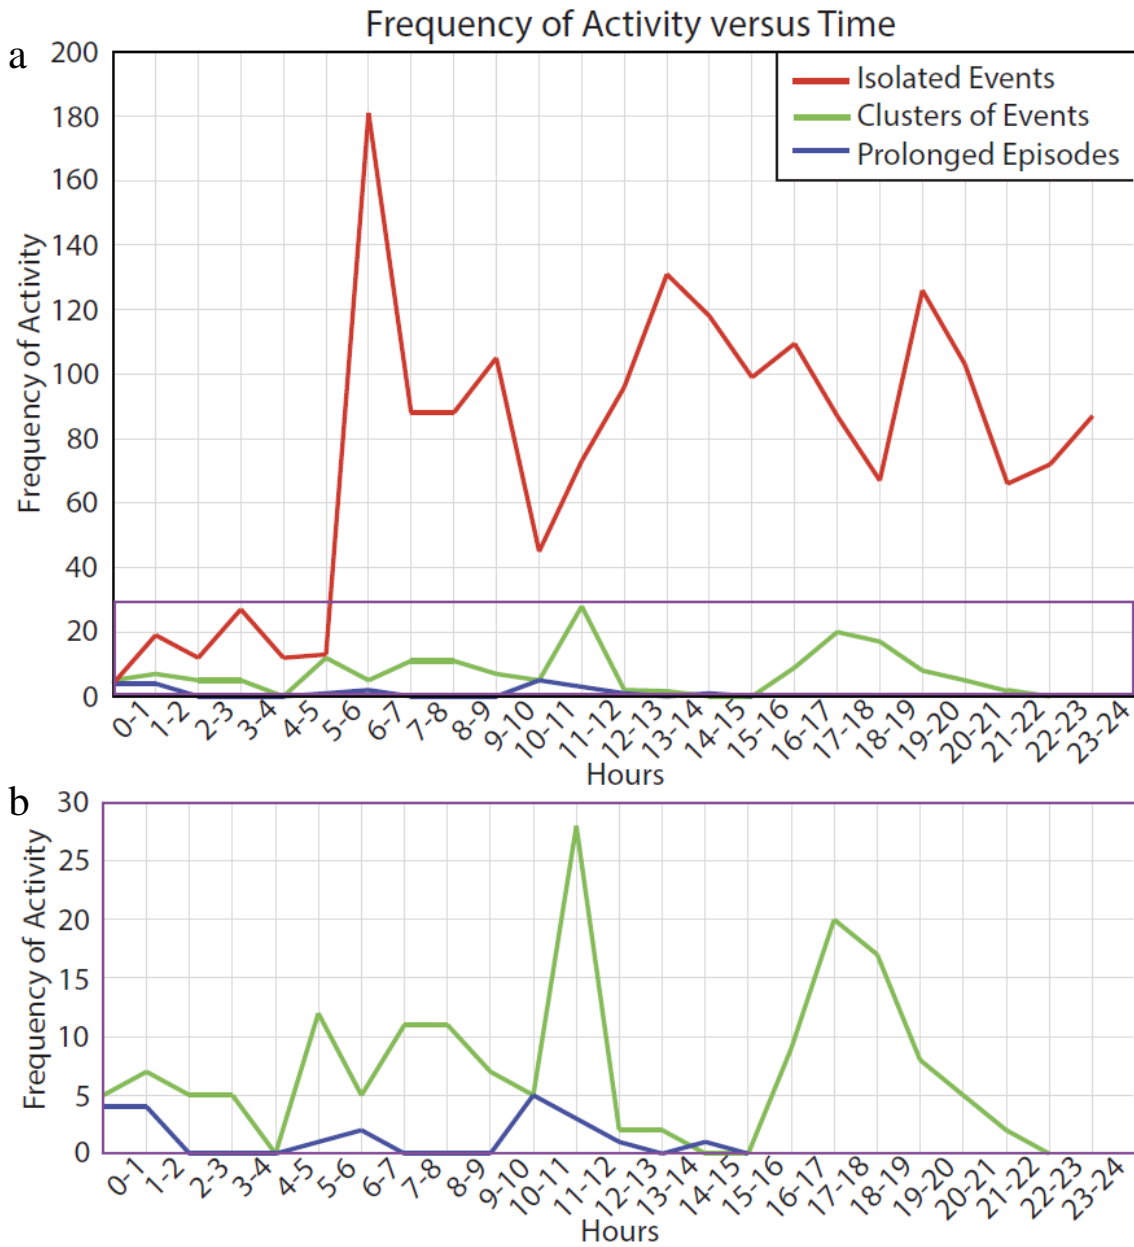 Frequency of Activity versus Time
a
200
180
160
140
120
100
80
60
40
20
0
Frequency of Activity
Isolated Events
Clusters of Events
Prolonged Episodes
0-1 1-2 2-3 3-4 4-5 5-6 6-7 7-8 8-9 9-10 10-11 11-12 12-13 13-14 14-15 15-16 16-17 17-18 18-19 19-20 20-21 21-22 22-23 23-24
Hours
b
30
25
20
15
10
5
0
Frequency of Activity
0-1 1-2 2-3 3-4 4-5 5-6 6-7 7-8 8-9 9-10 10-11 11-12 12-13 13-14 14-15 15-16 16-17 17-18 18-19 19-20 20-21 21-22 22-23 23-24
Hours